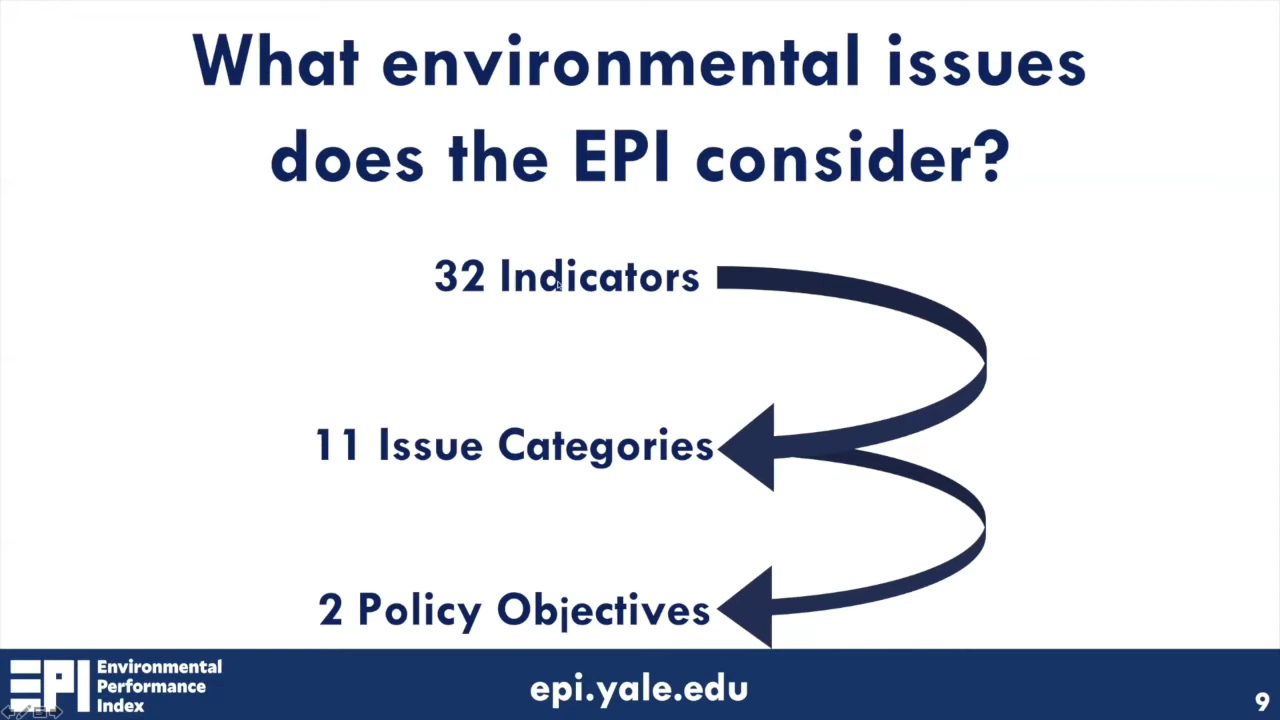 What environmental issues
does the EPI consider?
32 Indicators
11 Issue Categories
2 Policy Objectives
EPI
Environmental
Performance
Index
epi.yale.edu
9